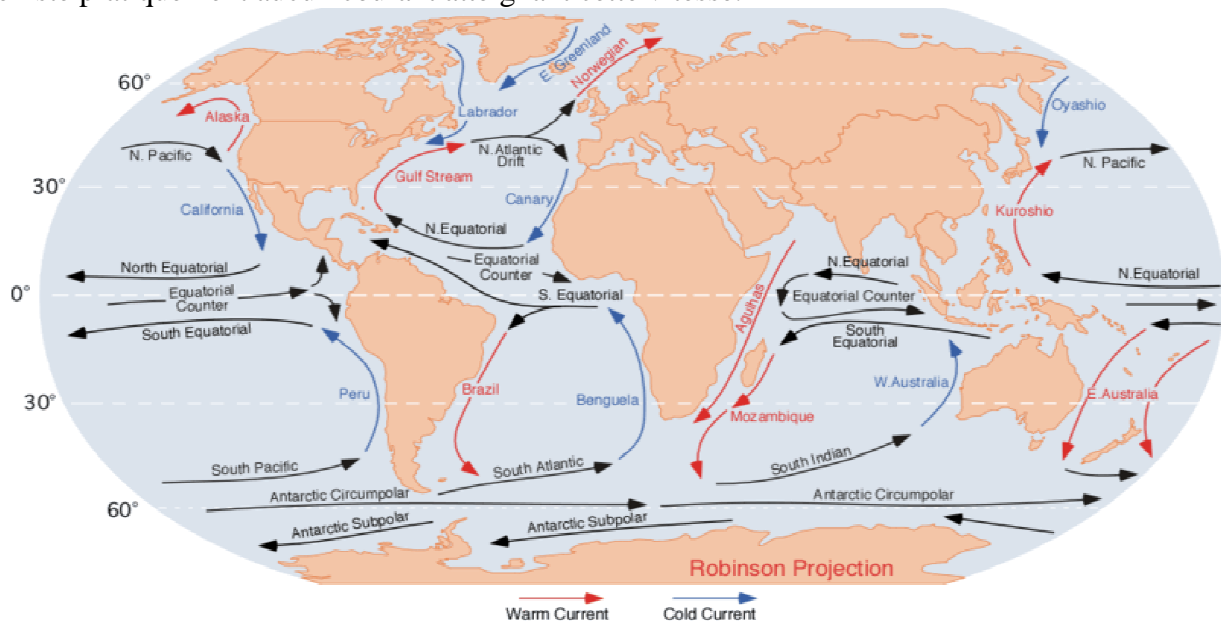 E. Greenland
Norwegian
60°
Labrador
Oyashio
Alaska
N. Pacific
N. Atlantic
Drift
N. Pacific
30°
Gulf Stream
Canary
California
Kuroshio
N.Equatorial
North Equatorial
Equatorial
Counter
N.Equatorial
N.Equatorial
0°
Equatorial
Counter
S. Equatorial
Equatorial Counter
South Equatorial
Agulhas
South
Equatorial
Peru
Brazil
Benguela
W.Australia
E.Australia
30°
Mozambique
South Pacific
South Atlantic
South Indian
Antarctic Circumpolar
Antarctic Circumpolar
60°
Antarctic Subpolar
Antarctic Subpolar
Robinson Projection
Warm Current
Cold Current